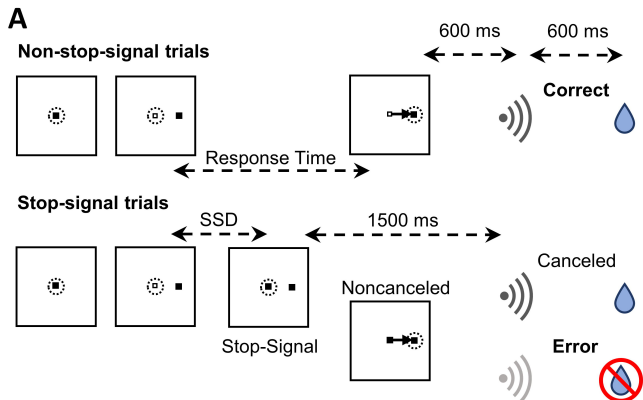 A
600 ms
600 ms
Non-stop-signal trials
Correct
Response Time
Stop-signal trials
SSD
1500 ms
Canceled
Noncanceled
Stop-Signal
Error